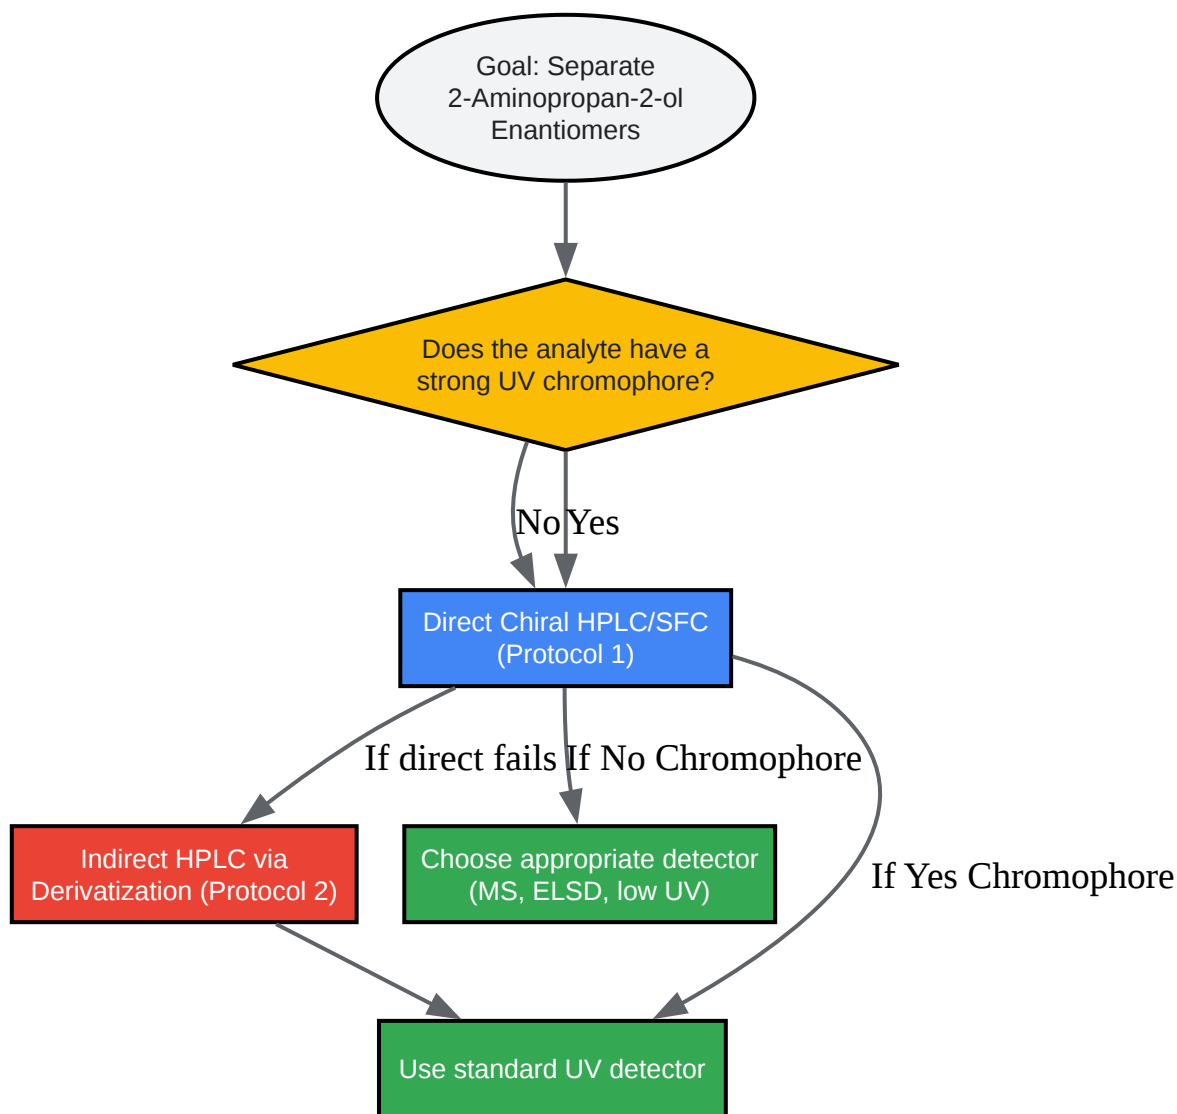 Goal: Separate
2-Aminopropan-2-ol
Enantiomers
Does the analyte have a
strong UV chromophore?
No
Yes
Direct Chiral HPLC/SFC
(Protocol 1)
If direct fails
If No Chromophore
Indirect HPLC via
Derivatization (Protocol 2)
Choose appropriate detector
(MS, ELSD, low UV)
If Yes Chromophore
Use standard UV detector